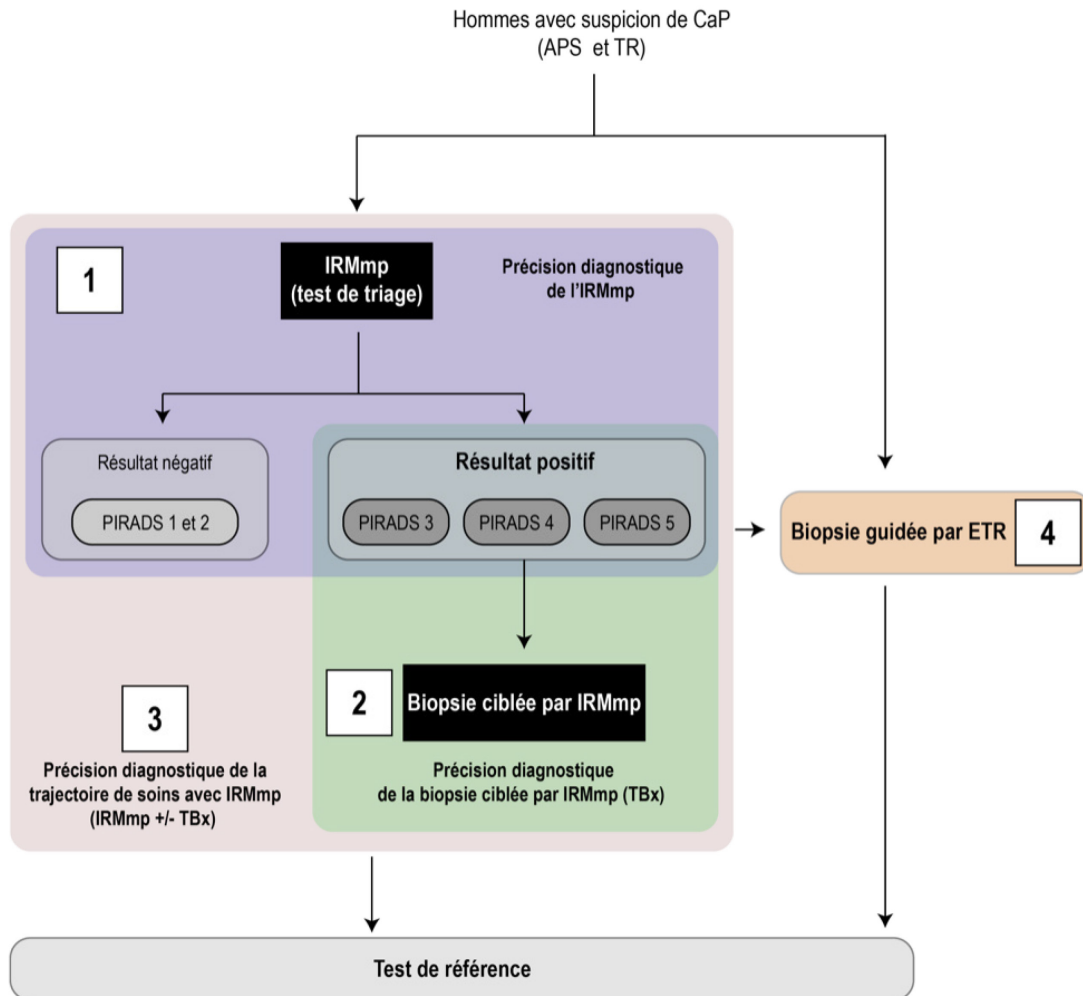 Hommes avec suspicion de CaP
(APS et TR)
1
IRMmp
(test de triage)
Précision diagnostique
de l'IRMmp
Résultat négatif
PIRADS 1 et 2
Résultat positif
PIRADS 3
PIRADS 4
PIRADS 5
Biopsie guidée par ETR
4
2
Biopsie ciblée par IRMmp
Précision diagnostique
de la biopsie ciblée par IRMmp (TBx)
3
Précision diagnostique de la
trajectoire de soins avec IRMmp
(IRMmp +/- TBx)
Test de référence